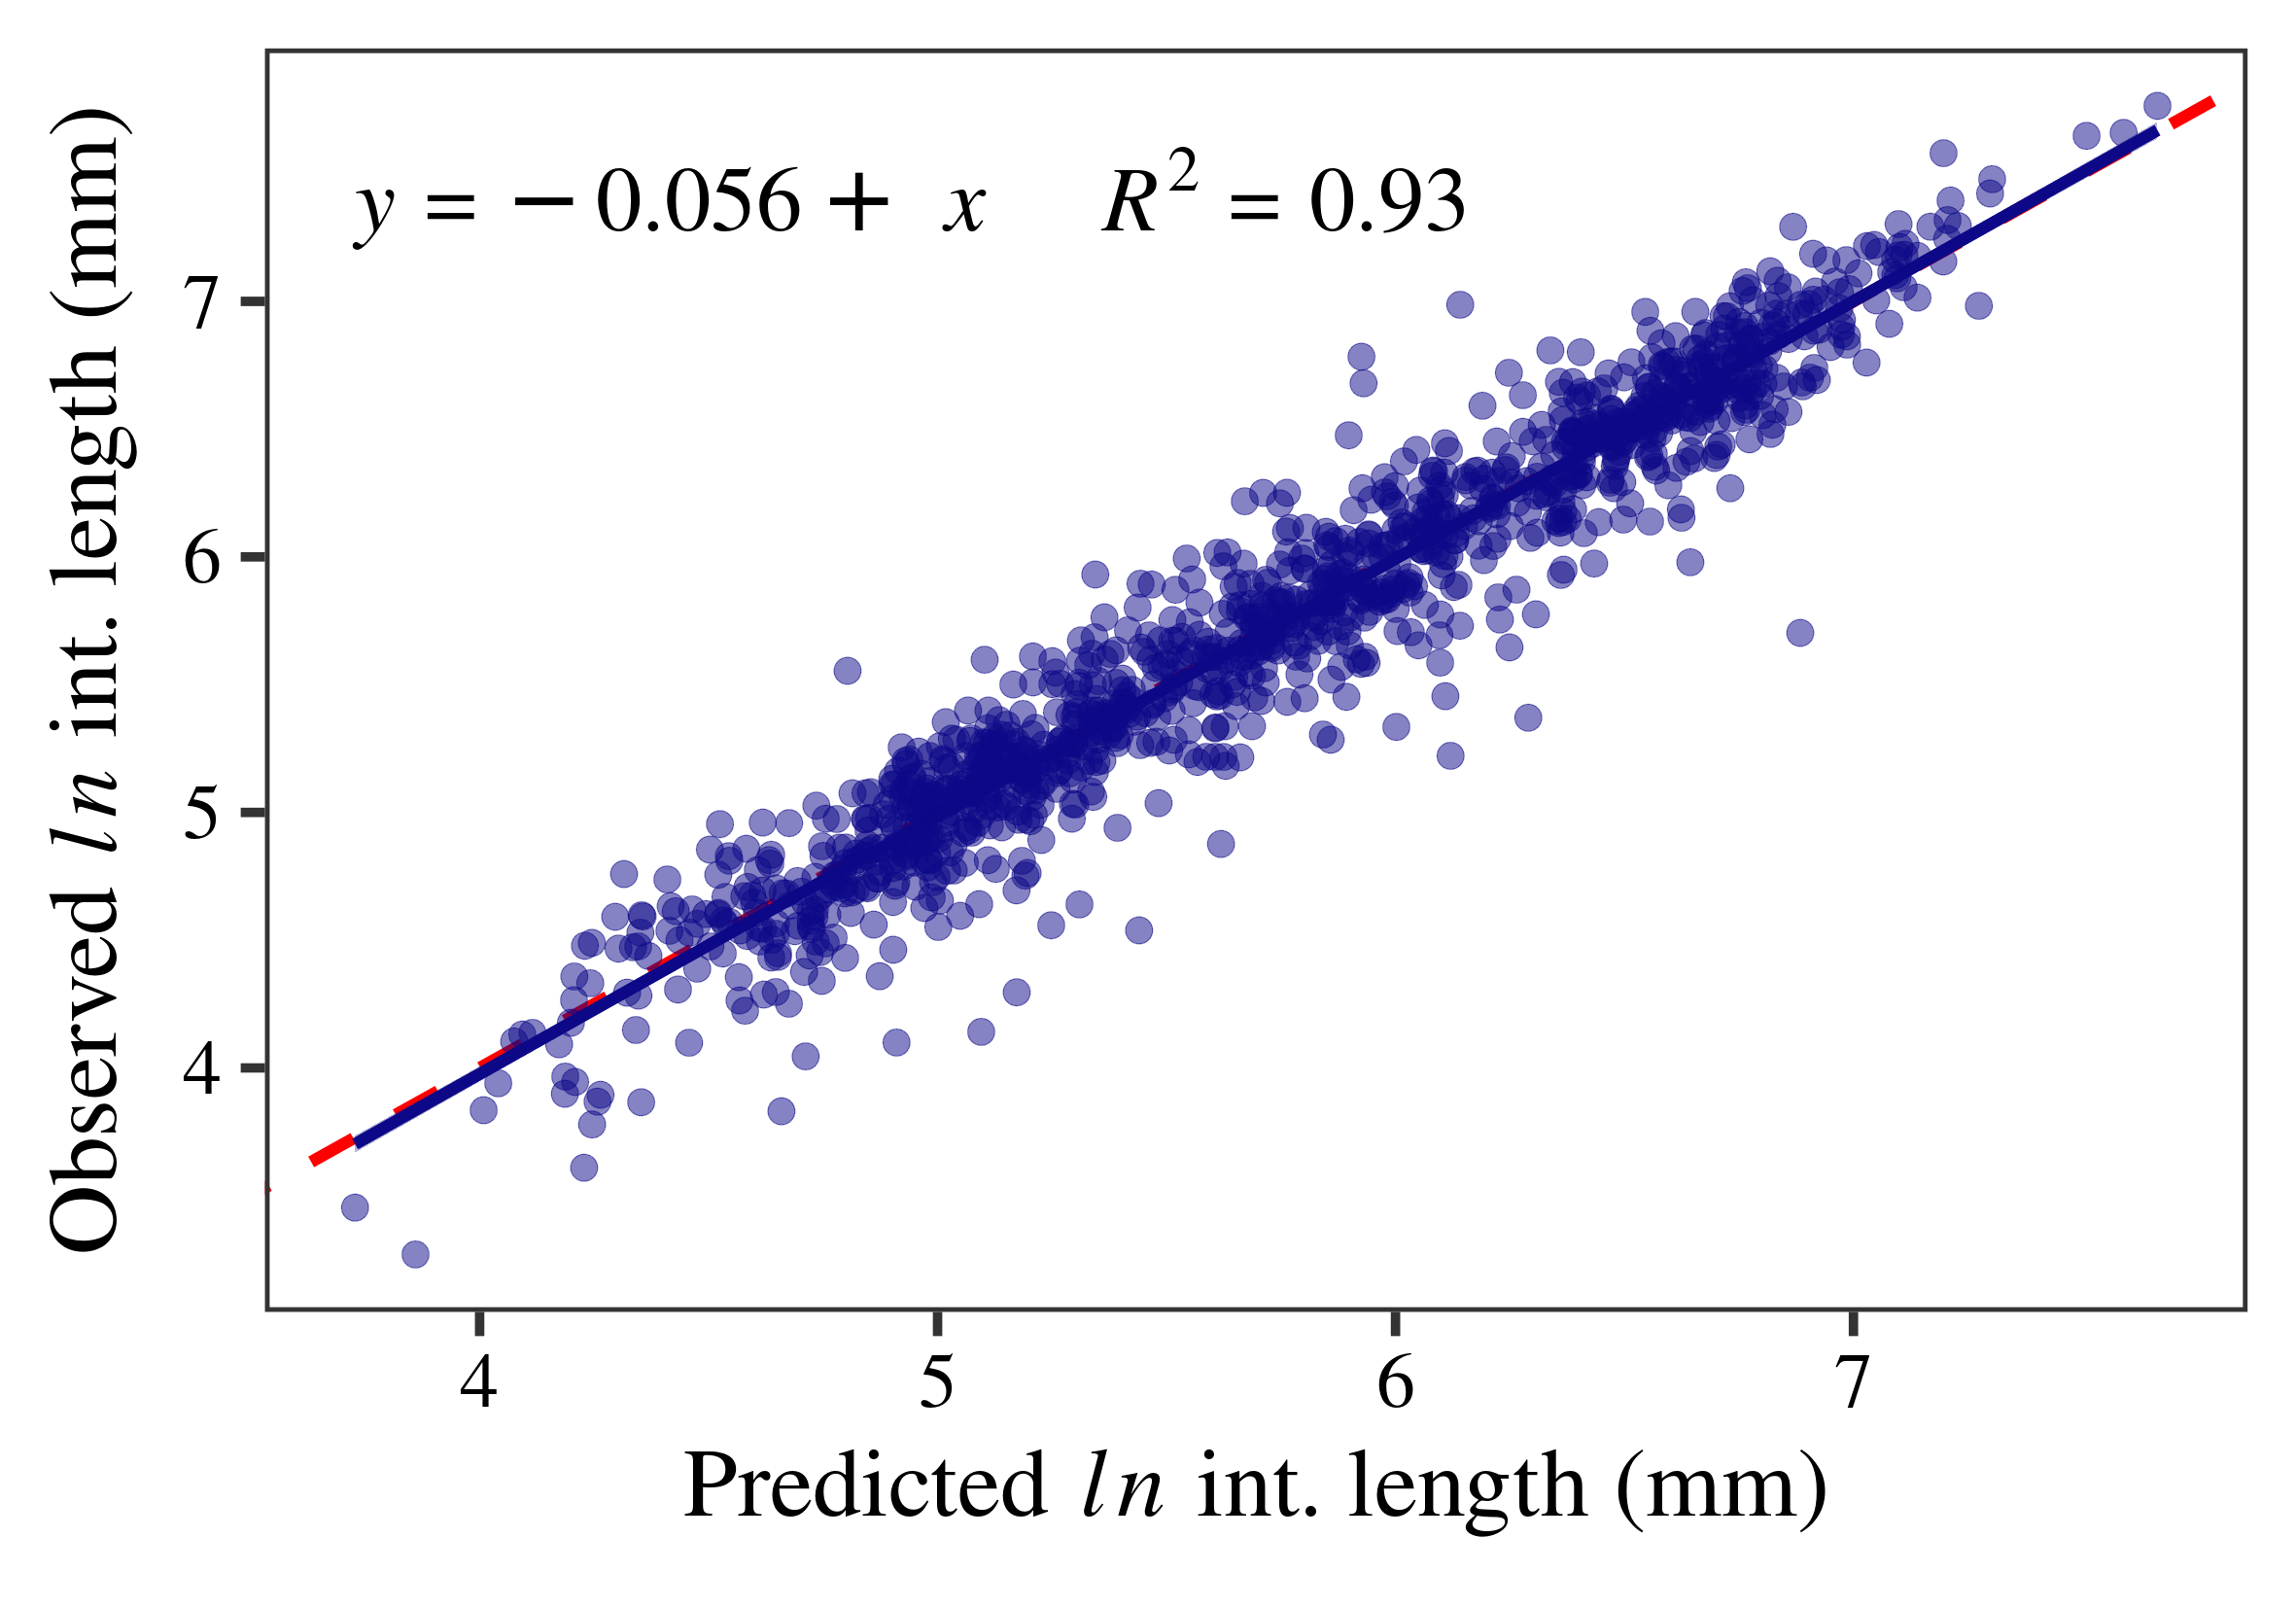 y = − 0.056 + x R² = 0.93
Observed ln int. length (mm)
7
6
5
4
4 5 6 7
Predicted ln int. length (mm)